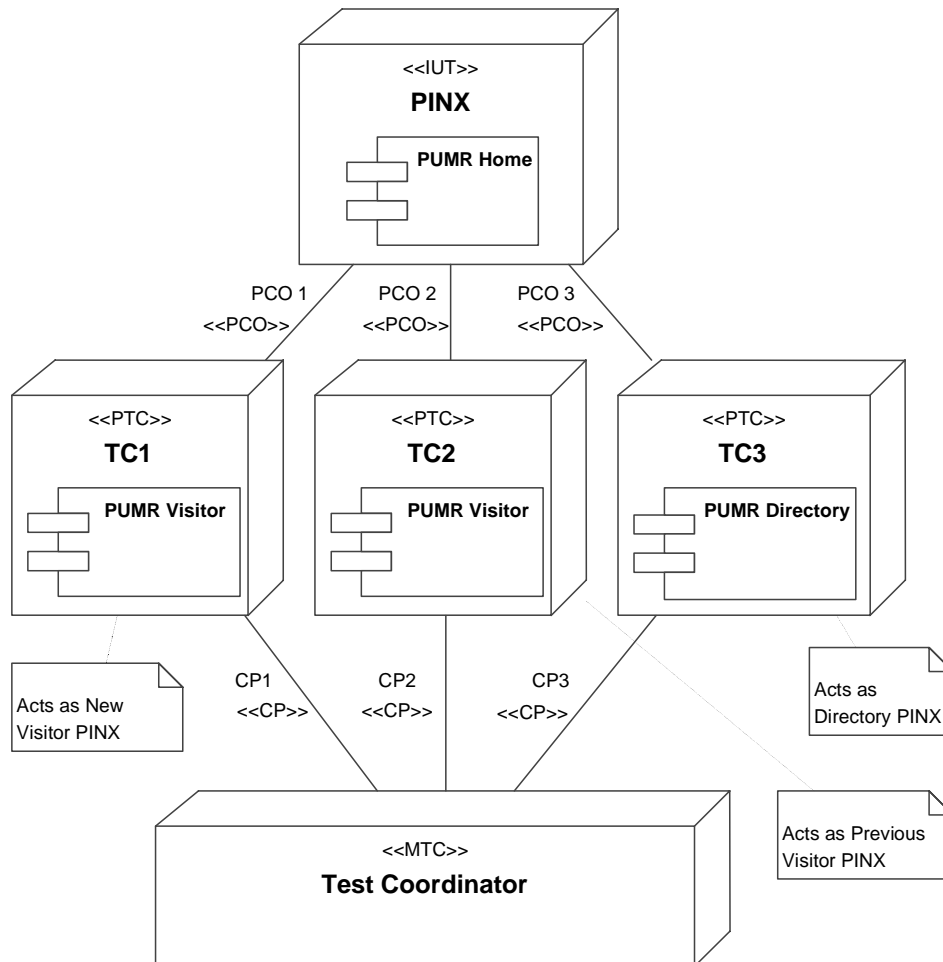 <<IUT>>
PINX
PUMR Home
PCO 1
<<PCO>>
PCO 2
<<PCO>>
PCO 3
<<PCO>>
<<PTC>>
TC1
PUMR Visitor
<<PTC>>
TC2
PUMR Visitor
<<PTC>>
TC3
PUMR Directory
Acts as New
Visitor PINX
CP1
<<CP>>
CP2
<<CP>>
CP3
<<CP>>
Acts as
Directory PINX
Acts as Previous
Visitor PINX
<<MTC>>
Test Coordinator